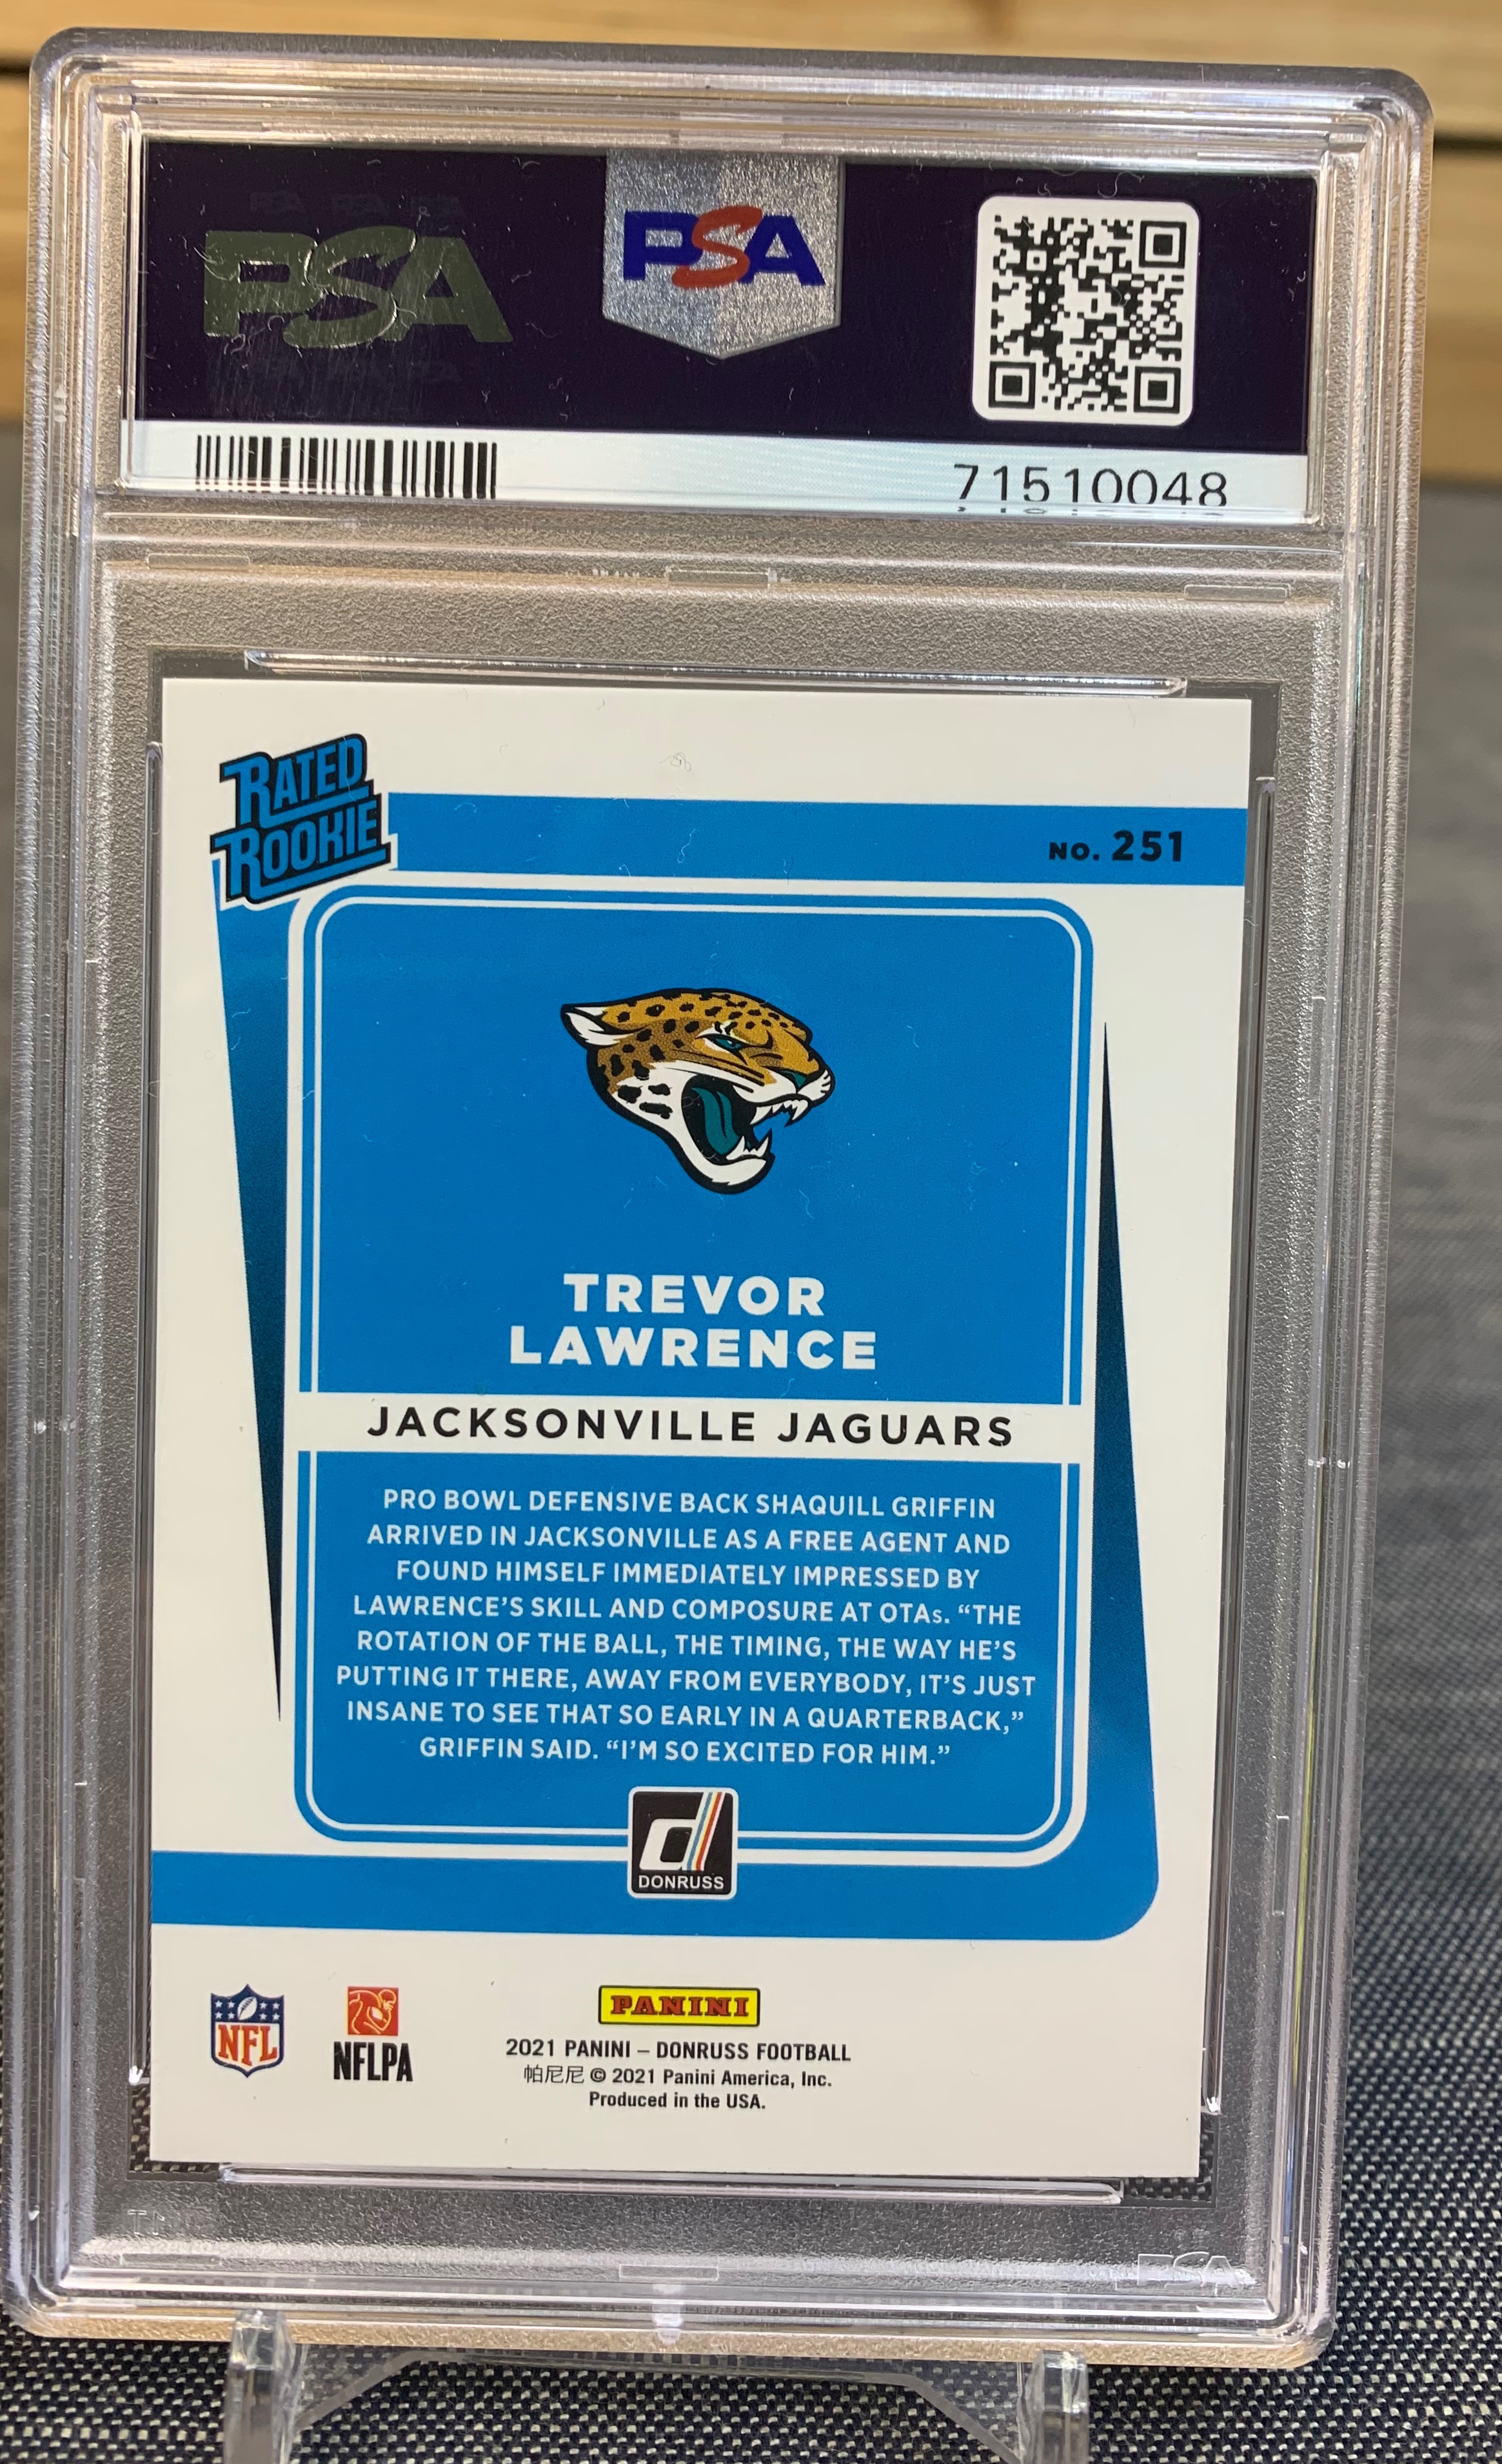 PSA
PSA
71510048
RATED
ROOKIE
NO. 251
TREVOR
LAWRENCE
JACKSONVILLE JAGUARS
PRO BOWL DEFENSIVE BACK SHAQUILL GRIFFIN
ARRIVED IN JACKSONVILLE AS A FREE AGENT AND
FOUND HIMSELF IMMEDIATELY IMPRESSED BY
LAWRENCE'S SKILL AND COMPOSURE AT OTAs. “THE
ROTATION OF THE BALL, THE TIMING, THE WAY HE'S
PUTTING IT THERE, AWAY FROM EVERYBODY, IT'S JUST
INSANE TO SEE THAT SO EARLY IN A QUARTERBACK,”
GRIFFIN SAID. “I'M SO EXCITED FOR HIM.”
d
DONRUSS
NFL
NFLPA
PANINI
2021 PANINI – DONRUSS FOOTBALL
帕尼尼 © 2021 Panini America, Inc.
Produced in the USA.
PSA